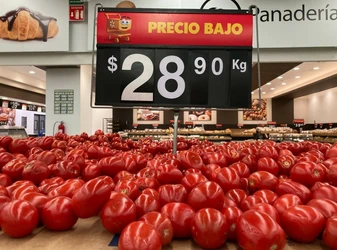 Panadería
PRECIO BAJO
$28.90 Kg